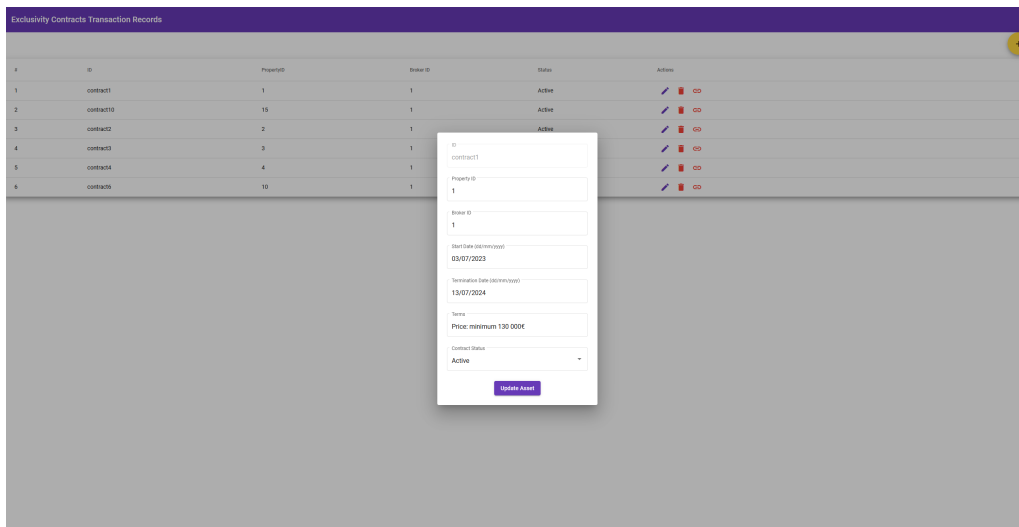 Exclusivity Contracts Transaction Records
# ID PropertyID Broker ID Status Actions
1 contract1 1 1 Active
2 contract10 15 1 Active
3 contract2 2 1 Active
4 contract3 3 1
5 contract4 4 1
6 contract6 10 1
ID
contract1
Property ID
1
Broker ID
1
Start Date (dd/mm/yyyy)
03/07/2023
Termination Date (dd/mm/yyyy)
13/07/2024
Terms
Price: minimum 130 000€
Contract Status
Active
Update Asset